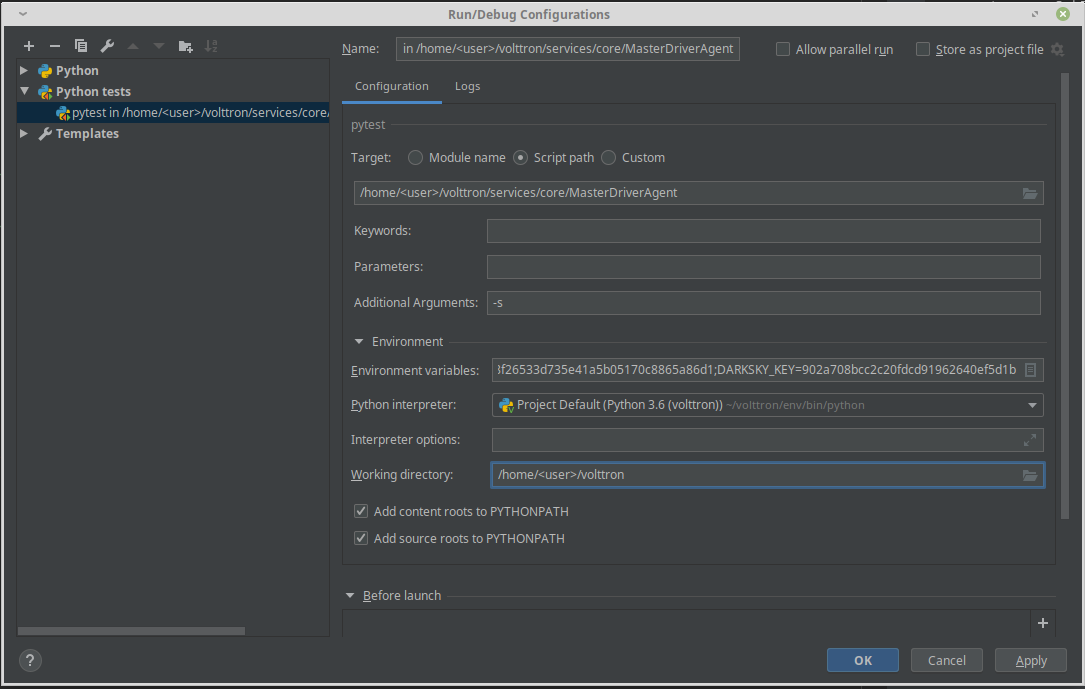 Run/Debug Configurations
Name: in /home/<user>/volttron/services/core/MasterDriverAgent Allow parallel run Store as project file
Python
Python tests
pytest in /home/<user>/volttron/services/core/
Templates
Configuration Logs
pytest
Target: Module name Script path Custom
/home/<user>/volttron/services/core/MasterDriverAgent
Keywords:
Parameters:
Additional Arguments: -s
Environment
Environment variables: f26533d735e41a5b05170c8865a86d1;DARKSKY_KEY=902a708bcc2c20fdcd91962640ef5d1b
Python interpreter: Project Default (Python 3.6 (volttron)) ~/volttron/env/bin/python
Interpreter options:
Working directory: /home/<user>/volttron
Add content roots to PYTHONPATH
Add source roots to PYTHONPATH
Before launch
? OK Cancel Apply